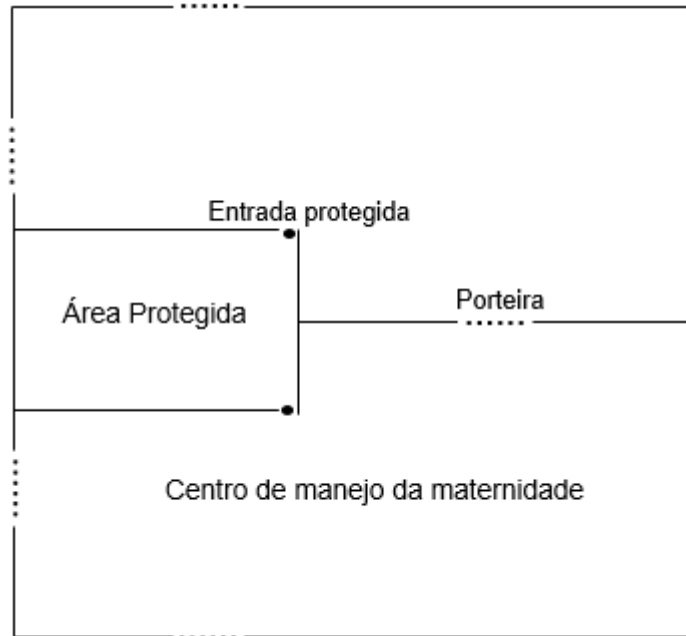 Entrada protegida
Porteira
Área Protegida
Centro de manejo da maternidade